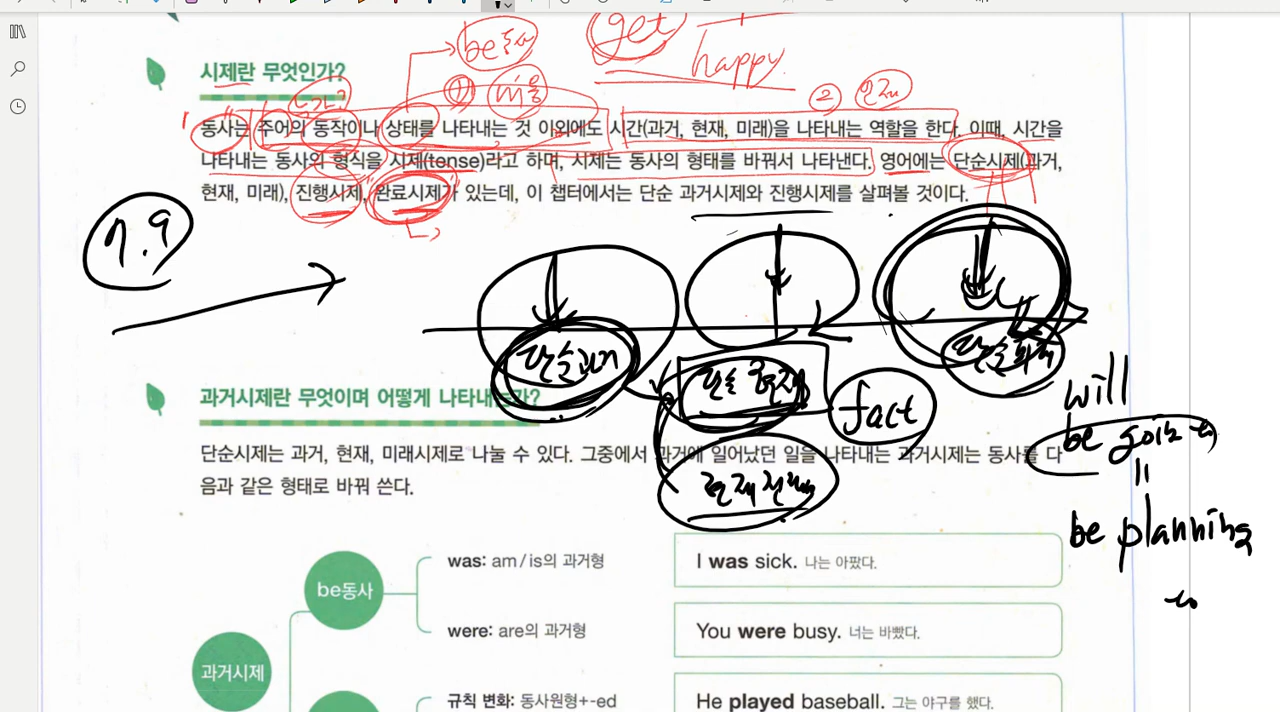 get
be동사
happy
시제란 무엇인가?
누가?
①
②
동사는 주어의 동작이나 상태를 나타내는 것 이외에도 시간(과거, 현재, 미래)을 나타내는 역할을 한다. 이때, 시간을
나타내는 동사의 형식을 시제(tense)라고 하며, 시제는 동사의 형태를 바꿔서 나타낸다. 영어에는 단순시제(과거,
현재, 미래), 진행시제, 완료시제가 있는데, 이 챕터에서는 단순 과거시제와 진행시제를 살펴볼 것이다.
단순과거
단순현재
fact
will
be going to
=
be planning
to
현재진행
과거시제란 무엇이며 어떻게 나타내는가?
단순시제는 과거, 현재, 미래시제로 나눌 수 있다. 그중에서 과거에 일어났던 일을 나타내는 과거시제는 동사를 다
음과 같은 형태로 바꿔 쓴다.
be동사
was: am/is의 과거형
I was sick. 나는 아팠다.
were: are의 과거형
You were busy. 너는 바빴다.
과거시제
규칙 변화: 동사원형+-ed
He played baseball. 그는 야구를 했다.